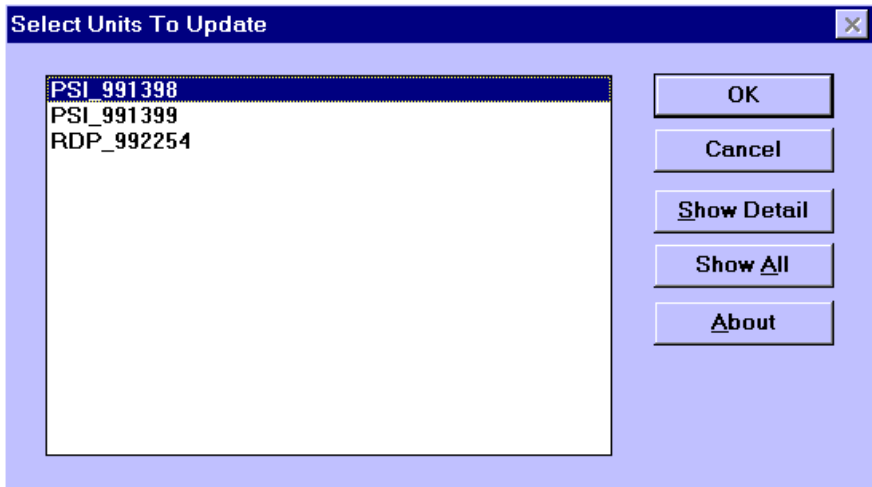 Select Units To Update
PSI_991398
PSI_991399
RDP_992254
OK
Cancel
Show Detail
Show All
About